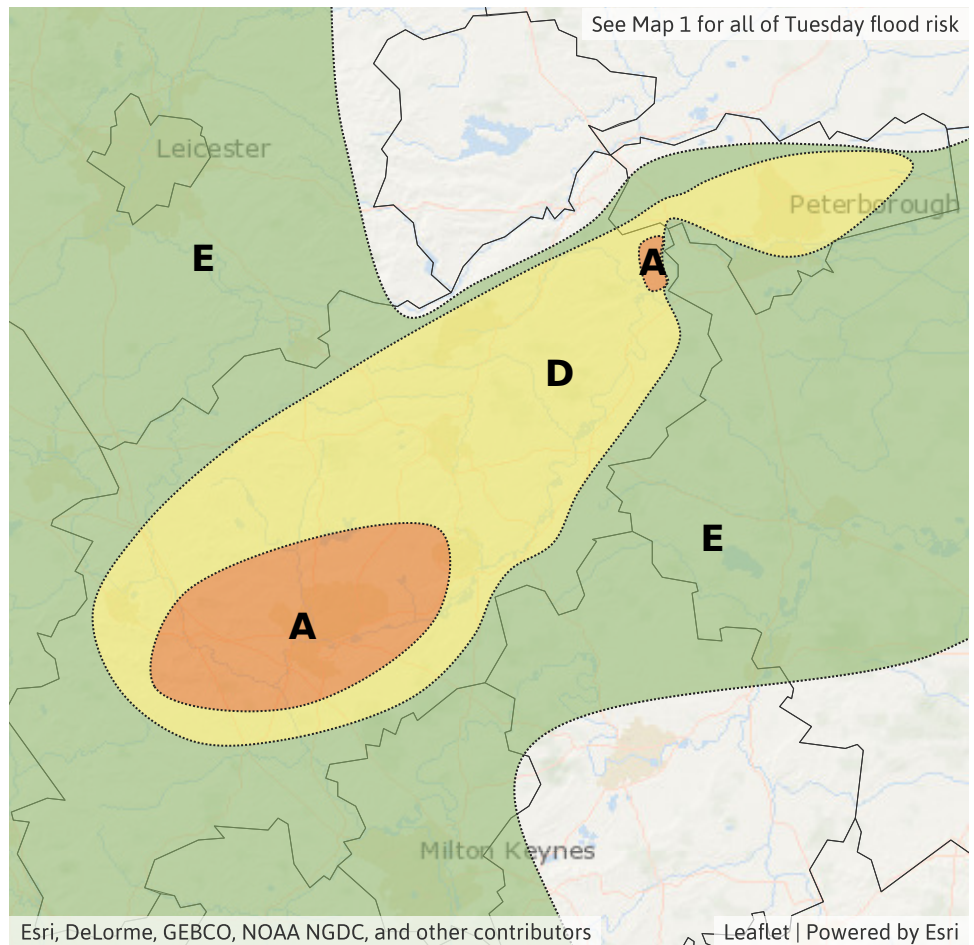 See Map 1 for all of Tuesday flood risk
Leicester
Peterborough
E
A
D
E
A
Milton Keynes
Esri, DeLorme, GEBCO, NOAA NGDC, and other contributors
Leaflet | Powered by Esri